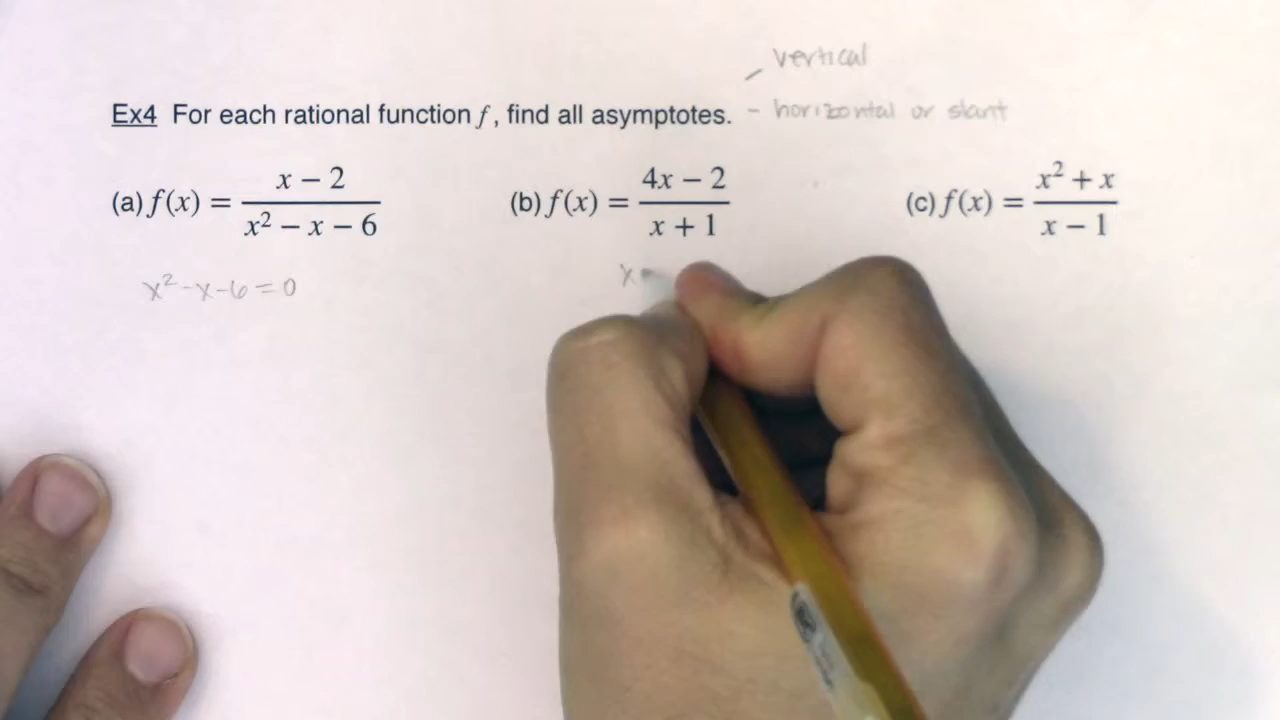 vertical
Ex4 For each rational function f, find all asymptotes. - horizontal or slant
(a) f(x) = (x − 2)/(x² − x − 6) (b) f(x) = (4x − 2)/(x + 1) (c) f(x) = (x² + x)/(x − 1)
x²-x-6=0 x